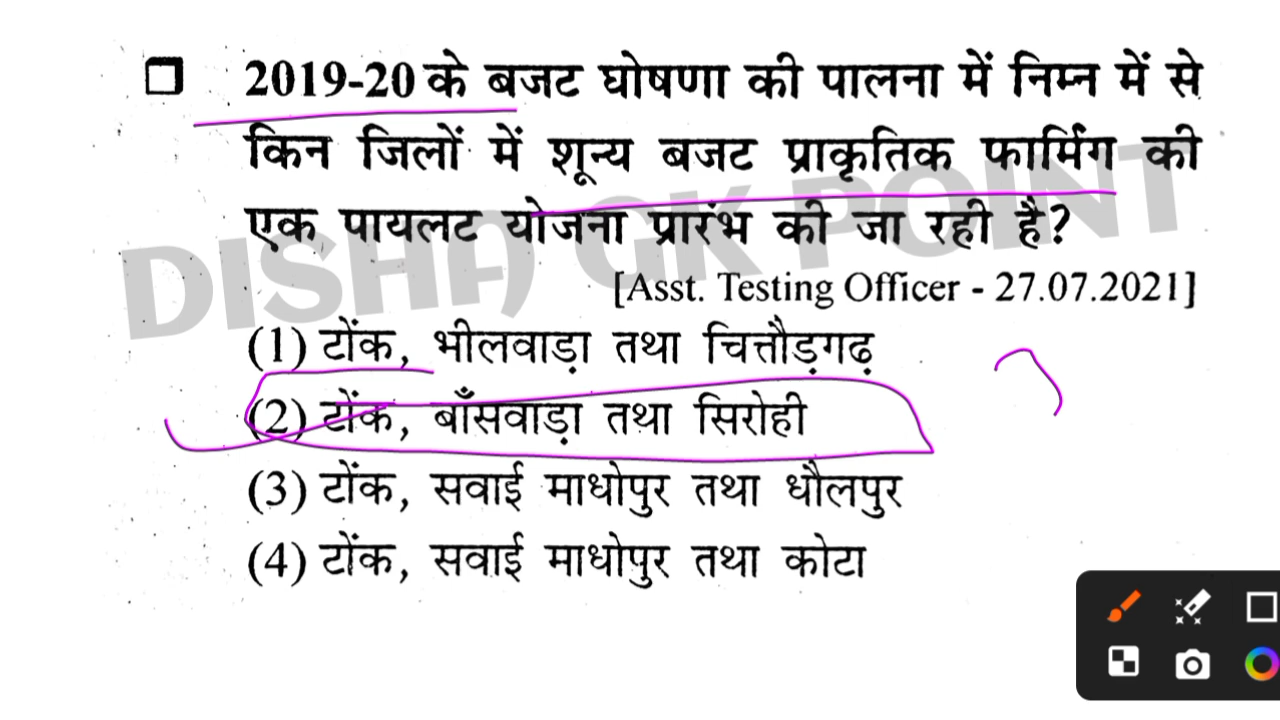 2019-20 के बजट घोषणा की पालना में निम्न में से
किन जिलों में शून्य बजट प्राकृतिक फार्मिंग की
एक पायलट योजना प्रारंभ की जा रही है?
[Asst. Testing Officer - 27.07.2021]
(1) टोंक, भीलवाड़ा तथा चित्तौड़गढ़
(2) टोंक, बाँसवाड़ा तथा सिरोही
(3) टोंक, सवाई माधोपुर तथा धौलपुर
(4) टोंक, सवाई माधोपुर तथा कोटा
DISHA GK POINT